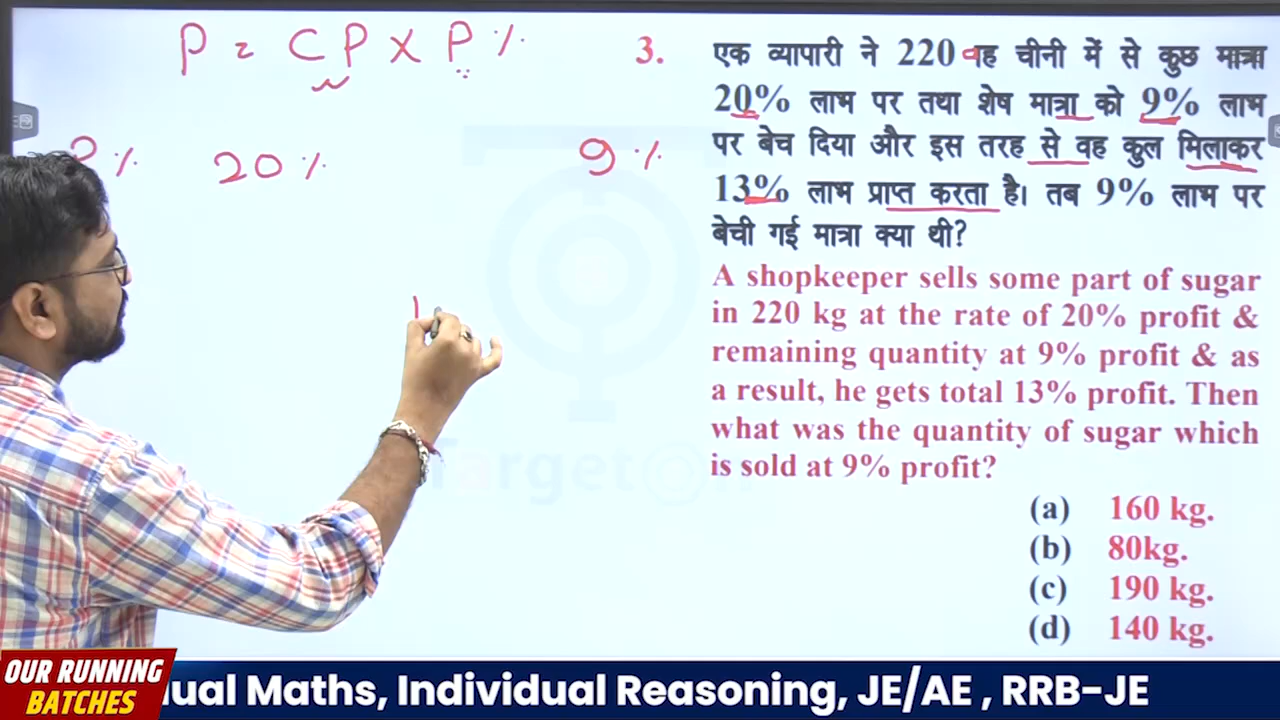 P = CP X P %
20 % 9 %
3. एक व्यापारी ने 220 चीनी में से कुछ मात्रा
20% लाभ पर तथा शेष मात्रा को 9% लाभ
पर बेच दिया और इस तरह से वह कुल मिलाकर
13% लाभ प्राप्त करता है। तब 9% लाभ पर
बेची गई मात्रा क्या थी?
A shopkeeper sells some part of sugar
in 220 kg at the rate of 20% profit &
remaining quantity at 9% profit & as
a result, he gets total 13% profit. Then
what was the quantity of sugar which
is sold at 9% profit?
(a) 160 kg.
(b) 80kg.
(c) 190 kg.
(d) 140 kg.
OUR RUNNING
BATCHES
Maths, Individual Reasoning, JE/AE , RRB-JE